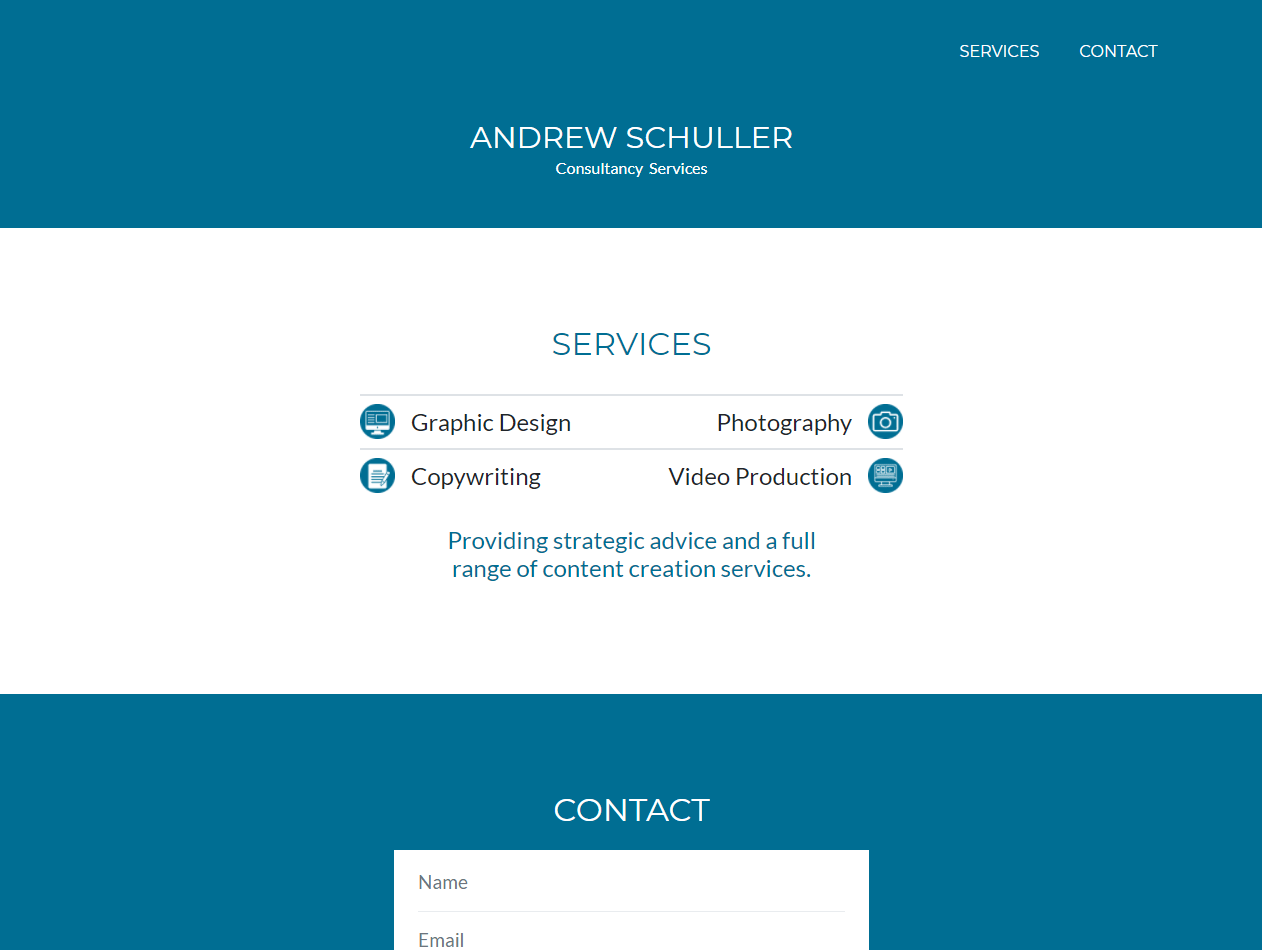 SERVICES CONTACT
ANDREW SCHULLER
Consultancy Services
SERVICES
Graphic Design Photography
Copywriting Video Production
Providing strategic advice and a full
range of content creation services.
CONTACT
Name
Email